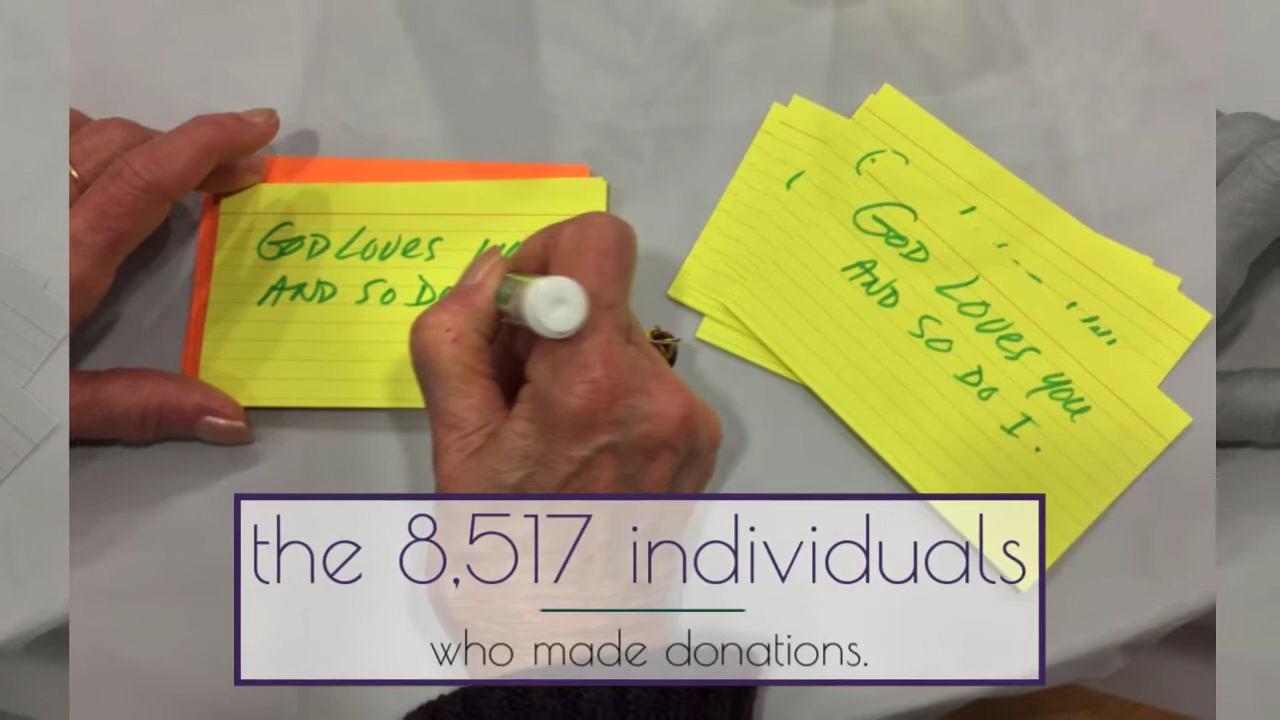 GOD LOVES
AND SO DO
GOD LOVES YOU
AND SO DO I.
the 8,517 individuals
who made donations.